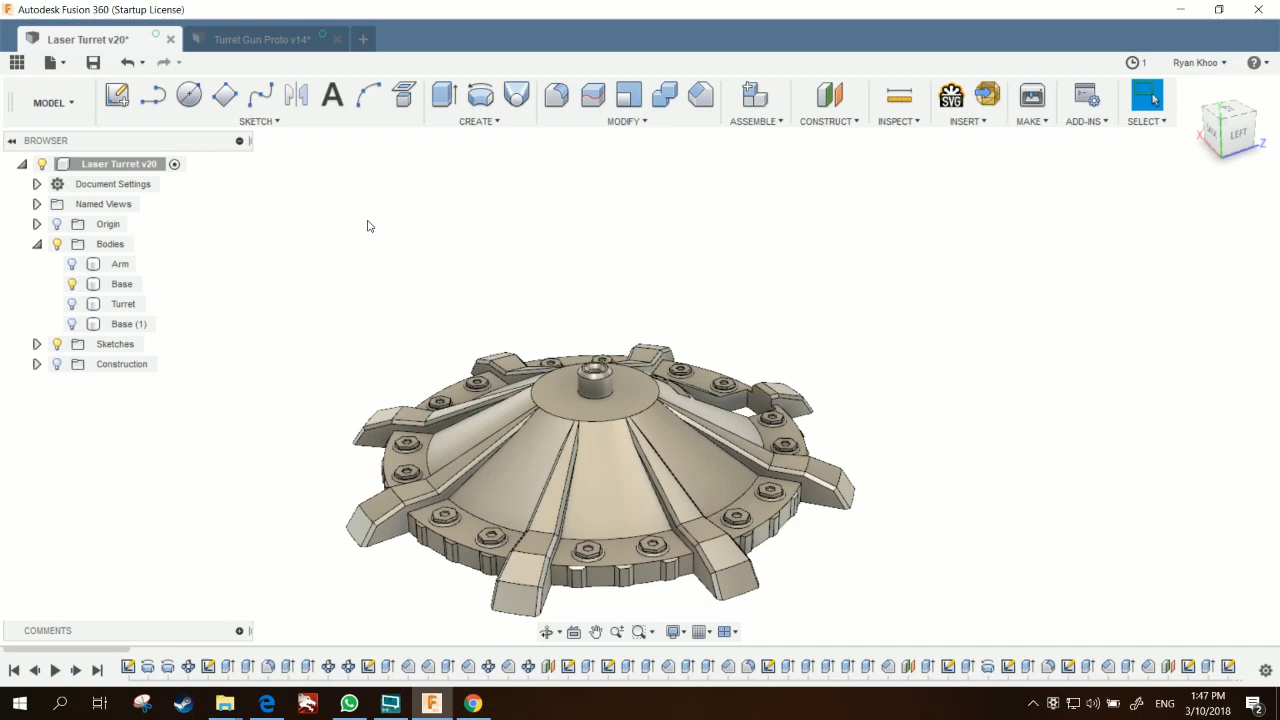 Autodesk Fusion 360 (Startup License)
Laser Turret v20*
Turret Gun Proto v14*
1
Ryan Khoo
MODEL
SKETCH
CREATE
MODIFY
ASSEMBLE
CONSTRUCT
INSPECT
INSERT
MAKE
ADD-INS
SELECT
SVG
LEFT
X
Z
BROWSER
Laser Turret v20
Document Settings
Named Views
Origin
Bodies
Arm
Base
Turret
Base (1)
Sketches
Construction
COMMENTS
ENG
1:47 PM
3/10/2018
2